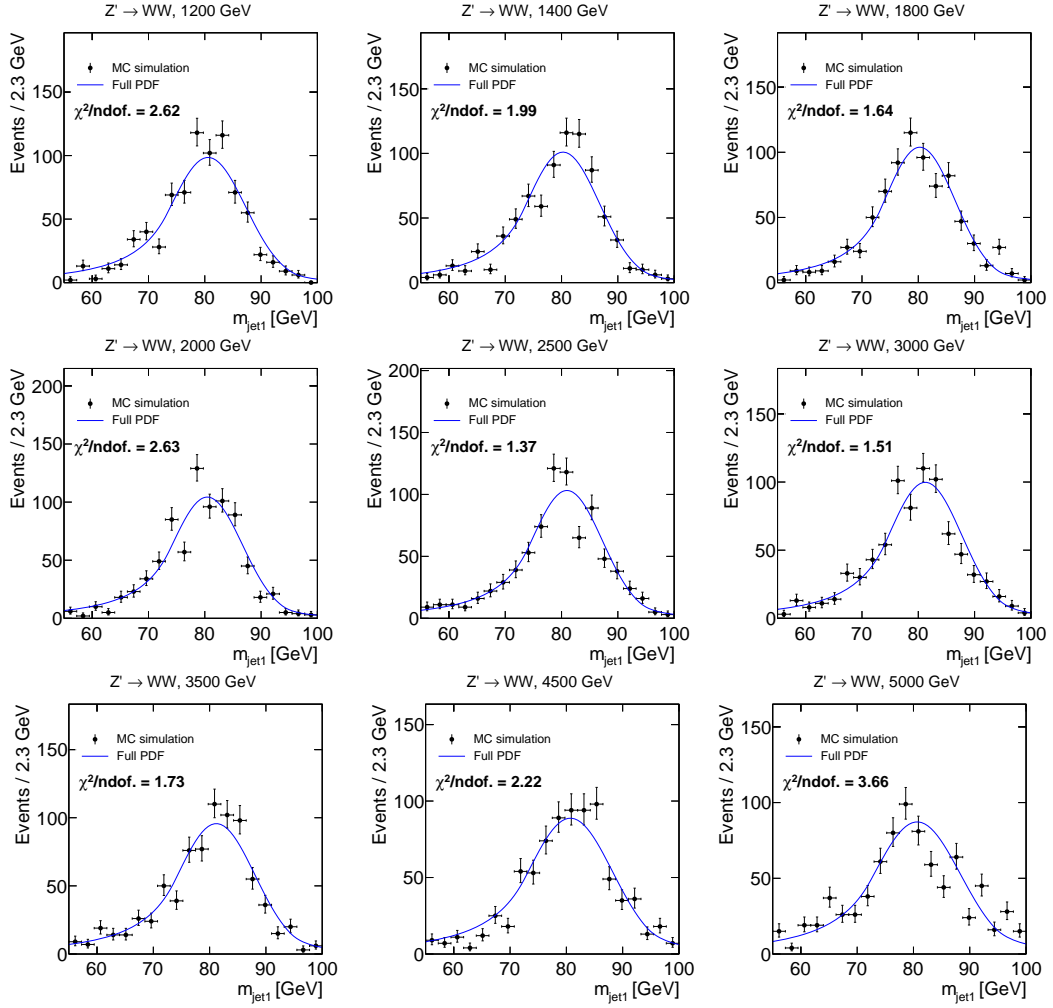 Z' → WW, 1200 GeV
Events / 2.3 GeV
150
100
50
0
MC simulation
Full PDF
χ²/ndof. = 2.62
60 70 80 90 100
m_jet1 [GeV]
Z' → WW, 1400 GeV
Events / 2.3 GeV
150
100
50
0
MC simulation
Full PDF
χ²/ndof. = 1.99
60 70 80 90 100
m_jet1 [GeV]
Z' → WW, 1800 GeV
Events / 2.3 GeV
150
100
50
0
MC simulation
Full PDF
χ²/ndof. = 1.64
60 70 80 90 100
m_jet1 [GeV]
Z' → WW, 2000 GeV
Events / 2.3 GeV
200
150
100
50
0
MC simulation
Full PDF
χ²/ndof. = 2.63
60 70 80 90 100
m_jet1 [GeV]
Z' → WW, 2500 GeV
Events / 2.3 GeV
200
150
100
50
0
MC simulation
Full PDF
χ²/ndof. = 1.37
60 70 80 90 100
m_jet1 [GeV]
Z' → WW, 3000 GeV
Events / 2.3 GeV
150
100
50
0
MC simulation
Full PDF
χ²/ndof. = 1.51
60 70 80 90 100
m_jet1 [GeV]
Z' → WW, 3500 GeV
Events / 2.3 GeV
150
100
50
0
MC simulation
Full PDF
χ²/ndof. = 1.73
60 70 80 90 100
m_jet1 [GeV]
Z' → WW, 4500 GeV
Events / 2.3 GeV
150
100
50
0
MC simulation
Full PDF
χ²/ndof. = 2.22
60 70 80 90 100
m_jet1 [GeV]
Z' → WW, 5000 GeV
Events / 2.3 GeV
150
100
50
0
MC simulation
Full PDF
χ²/ndof. = 3.66
60 70 80 90 100
m_jet1 [GeV]